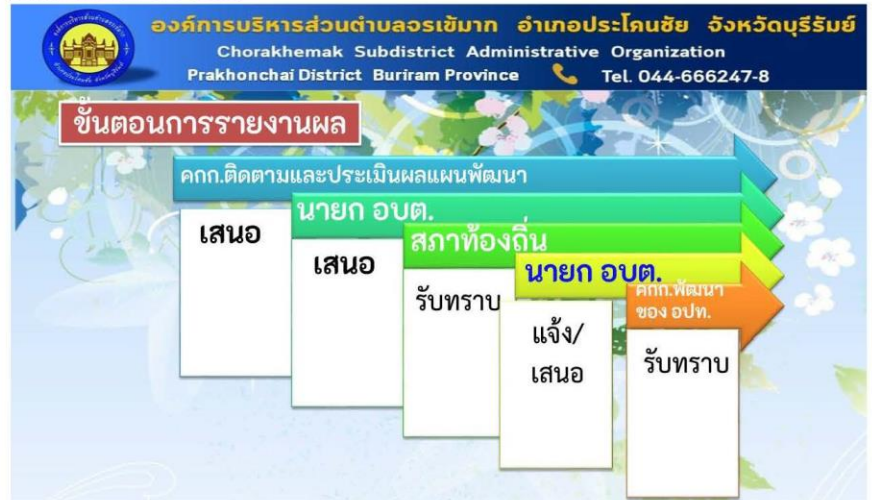 องค์การบริหารส่วนตำบลจรเข้มาก อำเภอประโคนชัย จังหวัดบุรีรัมย์
Chorakhemak Subdistrict Administrative Organization
Prakhonchai District Buriram Province Tel. 044-666247-8
ขั้นตอนการรายงานผล
คกก.ติดตามและประเมินผลแผนพัฒนา
เสนอ
นายก อบต.
เสนอ
สภาท้องถิ่น
รับทราบ
นายก อบต.
แจ้ง/
เสนอ
คกก.พัฒนา
ของ อปท.
รับทราบ